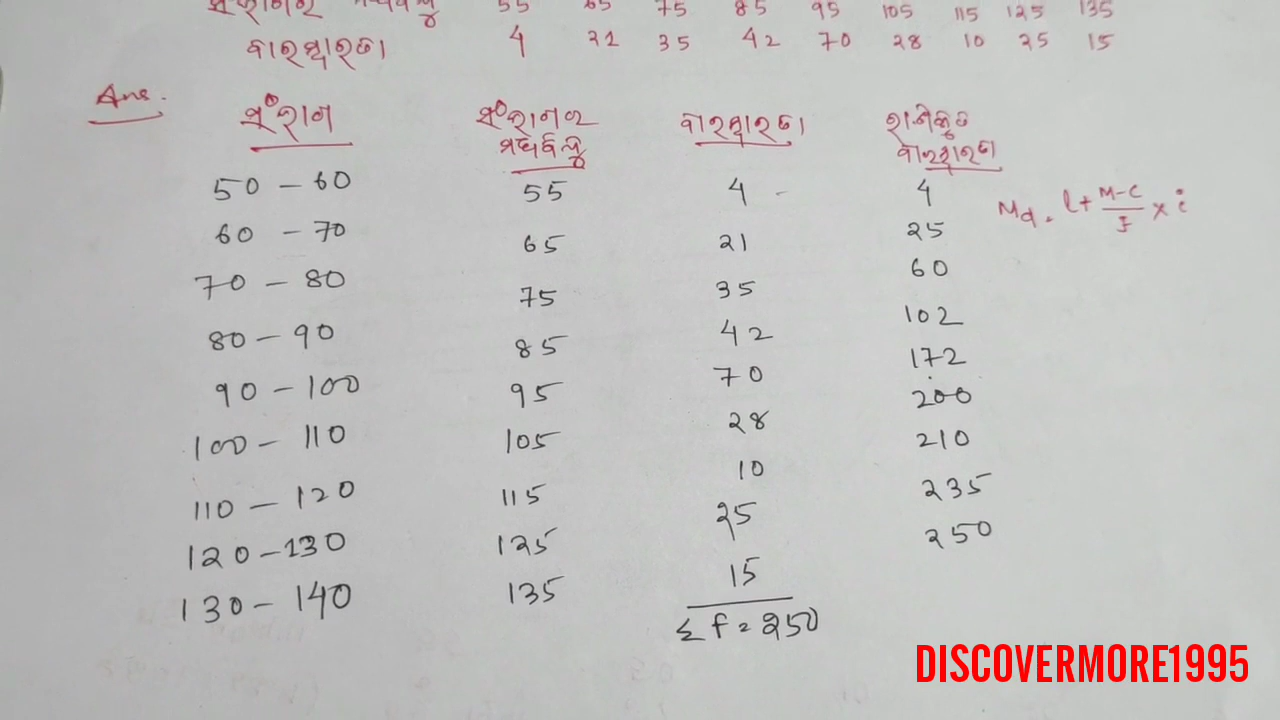 ସଂଭାଗର ମଧ୍ୟବିନ୍ଦୁ 55 65 75 85 95 105 115 125 135
ବାରମ୍ବାରତା 4 21 35 42 70 28 10 25 15
Ans.
ସଂଭାଗ ସଂଭାଗର ମଧ୍ୟବିନ୍ଦୁ ବାରମ୍ବାରତା ରାଶିକୃତ ବାରମ୍ବାରତା
50 - 60 55 4 4
Md = l + M-C/f × i
60 - 70 65 21 25
70 - 80 75 35 60
80 - 90 85 42 102
90 - 100 95 70 172
100 - 110 105 28 200
110 - 120 115 10 210
120 - 130 125 25 235
130 - 140 135 15 250
Σf = 250
DISCOVERMORE1995